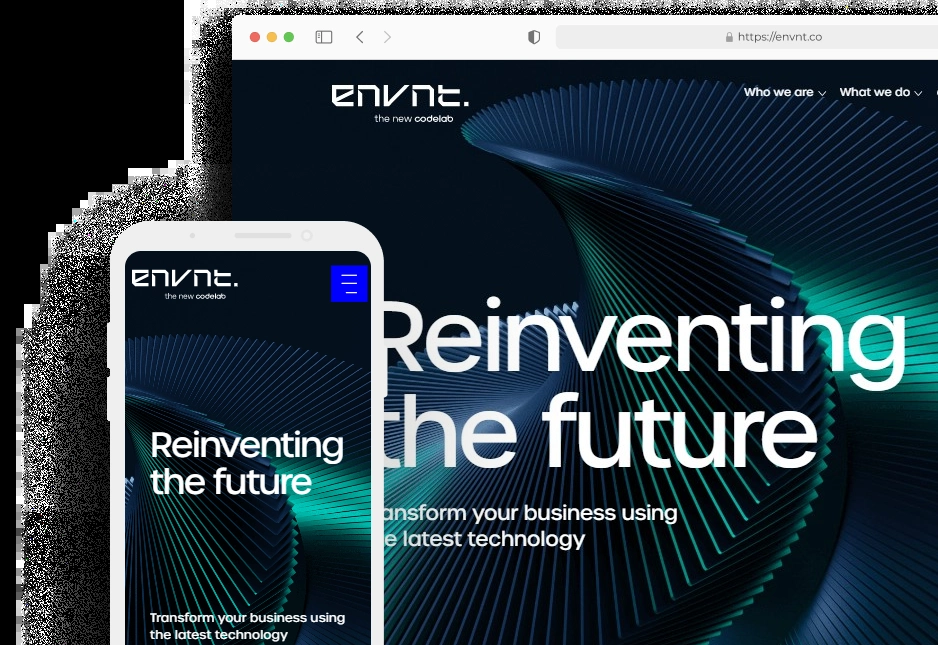 https://envnt.co
envnt.
the new codelab
Who we are
What we do
Reinventing
the future
ansform your business using
e latest technology
envnt.
the new codelab
Reinventing
the future
Transform your business using
the latest technology